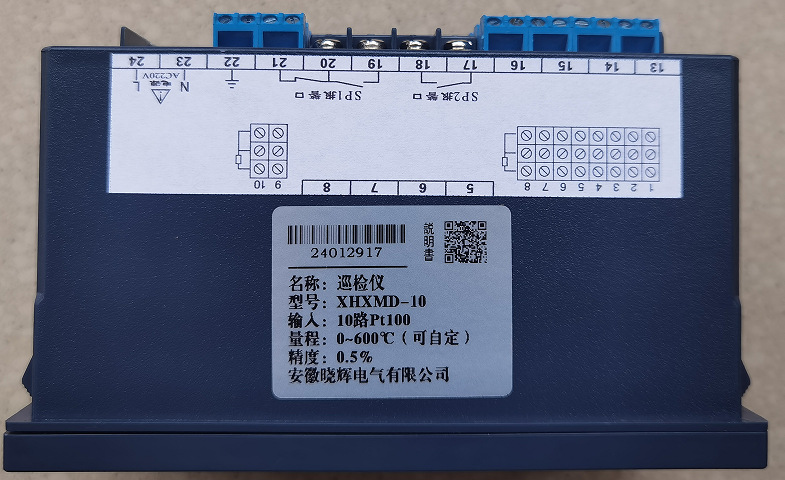 24 23 22 21 20 19 18 17 16 15 14 13
L N
电源 AC220V
SP1报警口 SP2报警口
10 9
8 7 6 5
8 7 6 5 4 3 2 1
24012917
説明書
名称：巡检仪
型号：XHXMD-10
输入：10路Pt100
量程：0~600℃（可自定）
精度：0.5%
安徽晓辉电气有限公司